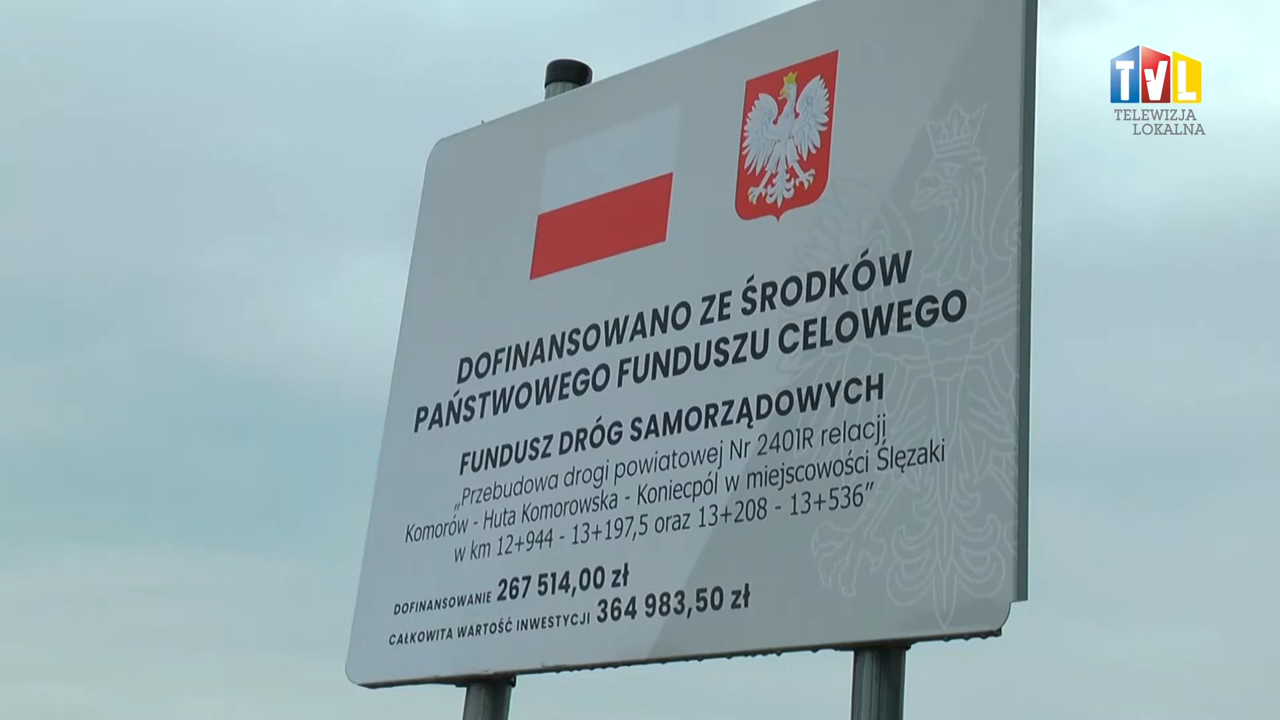 TVL
TELEWIZJA
LOKALNA
DOFINANSOWANO ZE ŚRODKÓW
PAŃSTWOWEGO FUNDUSZU CELOWEGO
FUNDUSZ DRÓG SAMORZĄDOWYCH
„Przebudowa drogi powiatowej Nr 2401R relacji
Komorów - Huta Komorowska - Koniecpól w miejscowości Ślęzaki
w km 12+944 - 13+197,5 oraz 13+208 - 13+536”
DOFINANSOWANIE 267 514,00 zł
CAŁKOWITA WARTOŚĆ INWESTYCJI 364 983,50 zł